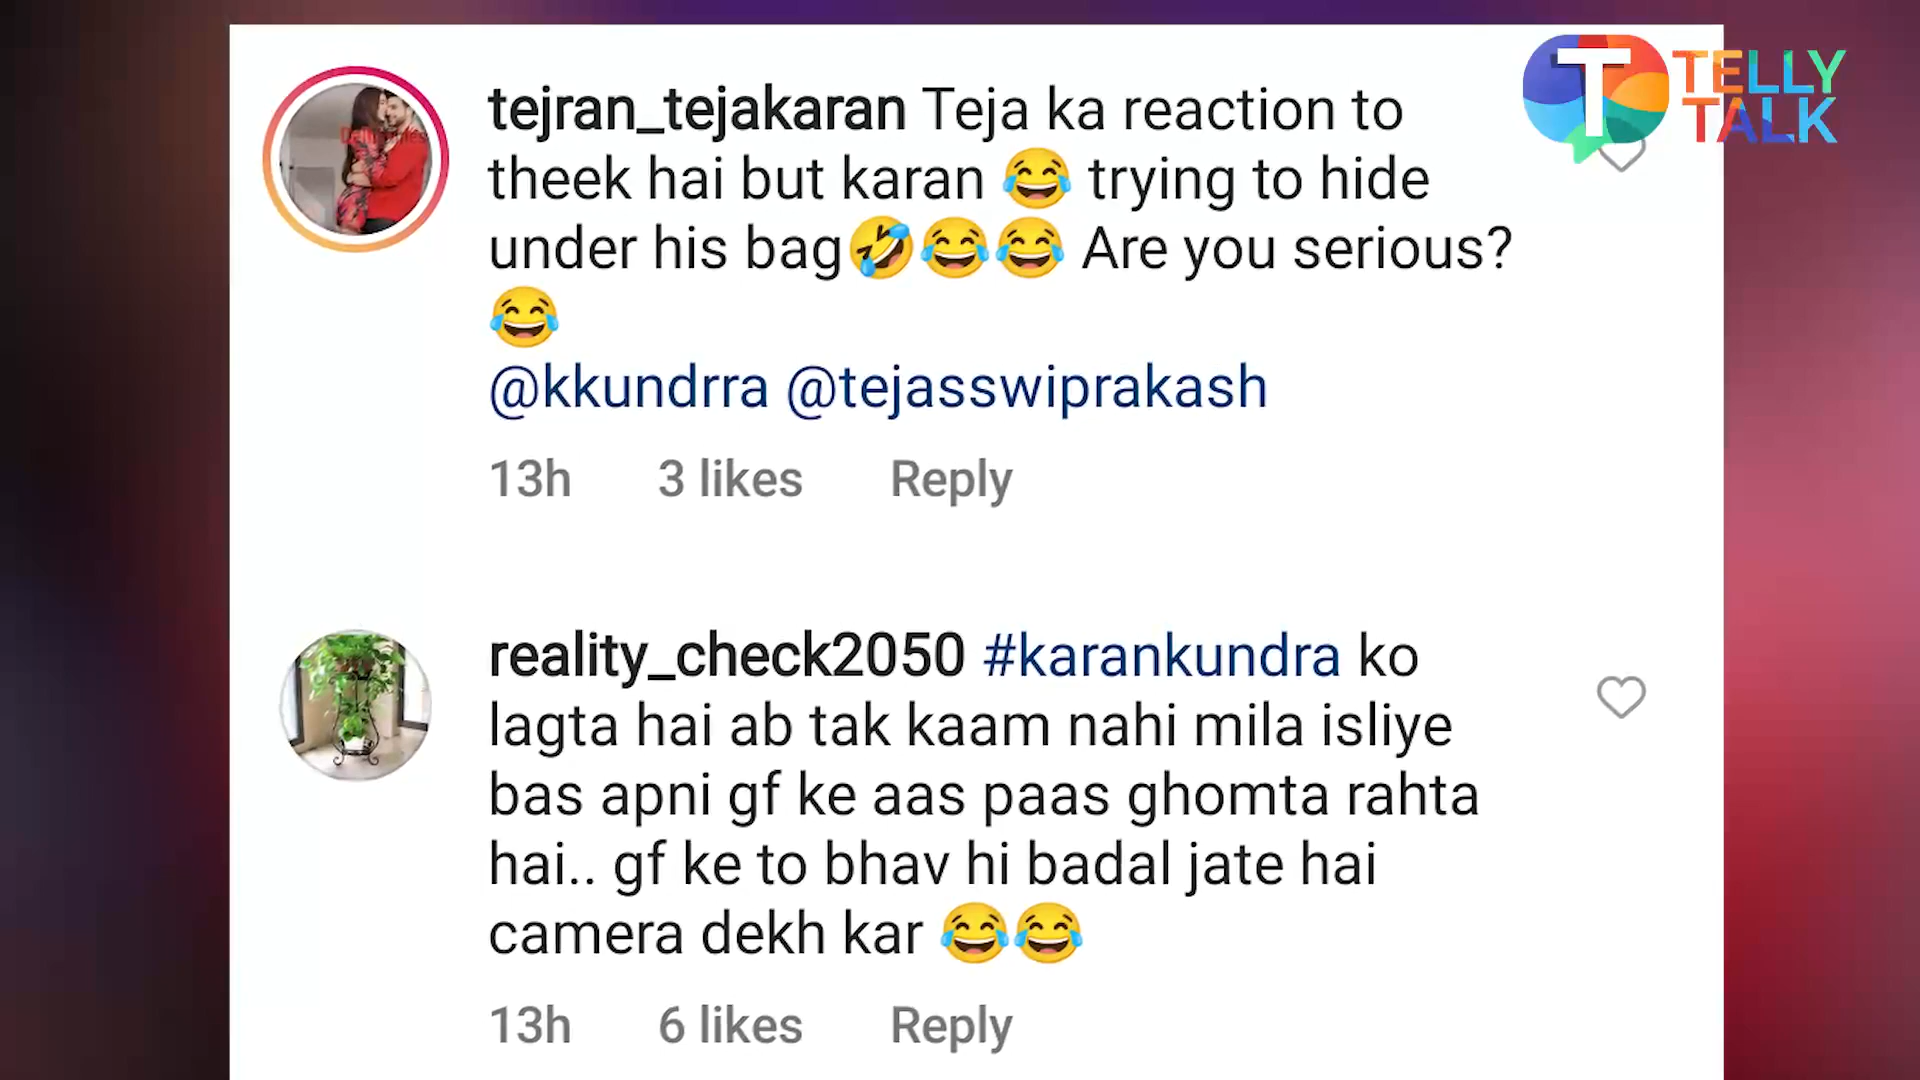 TELLY
TALK
tejran_tejakaran Teja ka reaction to
theek hai but karan 😂 trying to hide
under his bag🤣😂😂 Are you serious?
😂
@kkundrra @tejasswiprakash
13h 3 likes Reply
reality_check2050 #karankundra ko
lagta hai ab tak kaam nahi mila isliye
bas apni gf ke aas paas ghomta rahta
hai.. gf ke to bhav hi badal jate hai
camera dekh kar 😂😂
13h 6 likes Reply